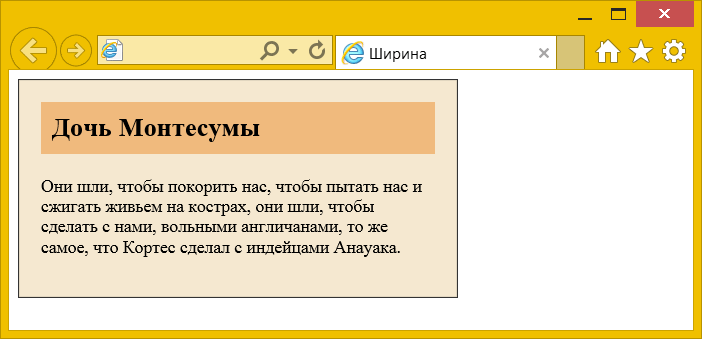 Ширина
Дочь Монтесумы
Они шли, чтобы покорить нас, чтобы пытать нас и
сжигать живьем на кострах, они шли, чтобы
сделать с нами, вольными англичанами, то же
самое, что Кортес сделал с индейцами Анауака.